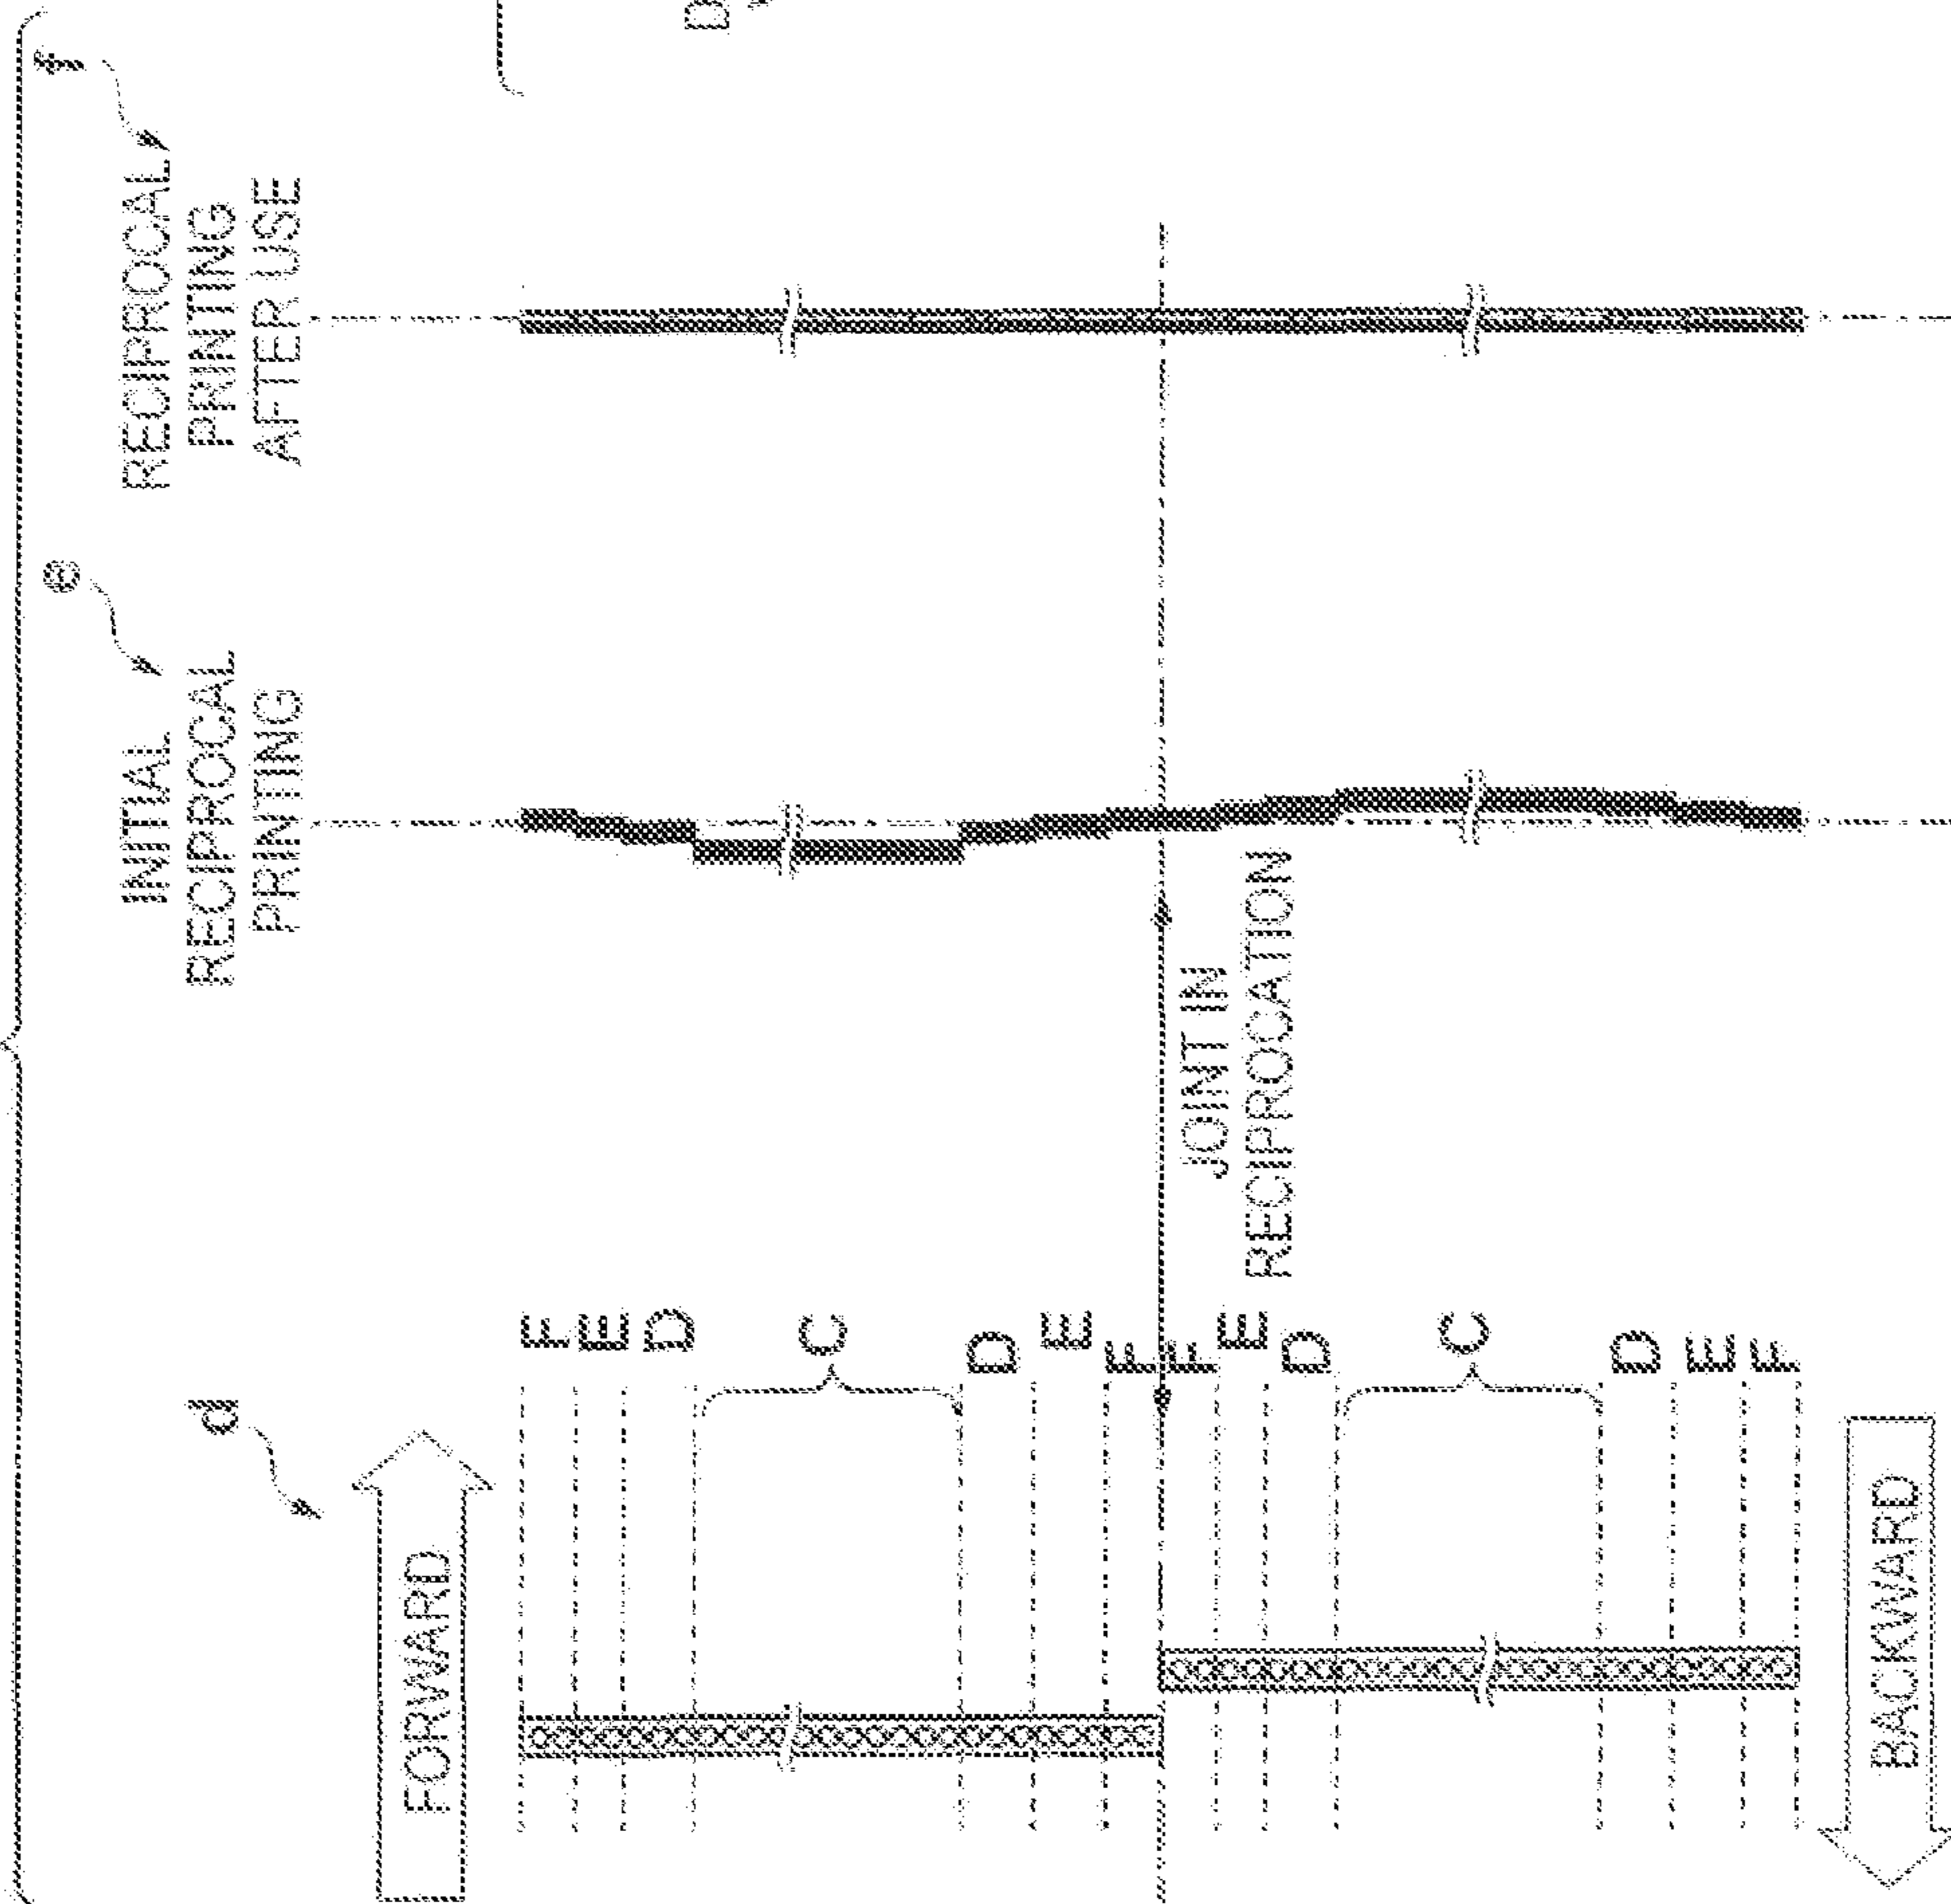 d
FORWARD
F
E
D
C
D
E
F
F
E
D
C
D
E
F
BACKWARD
JOINT IN
RECIPROCATION
e
INITIAL
RECIPROCAL
PRINTING
f
RECIPROCAL
PRINTING
AFTER USE
D